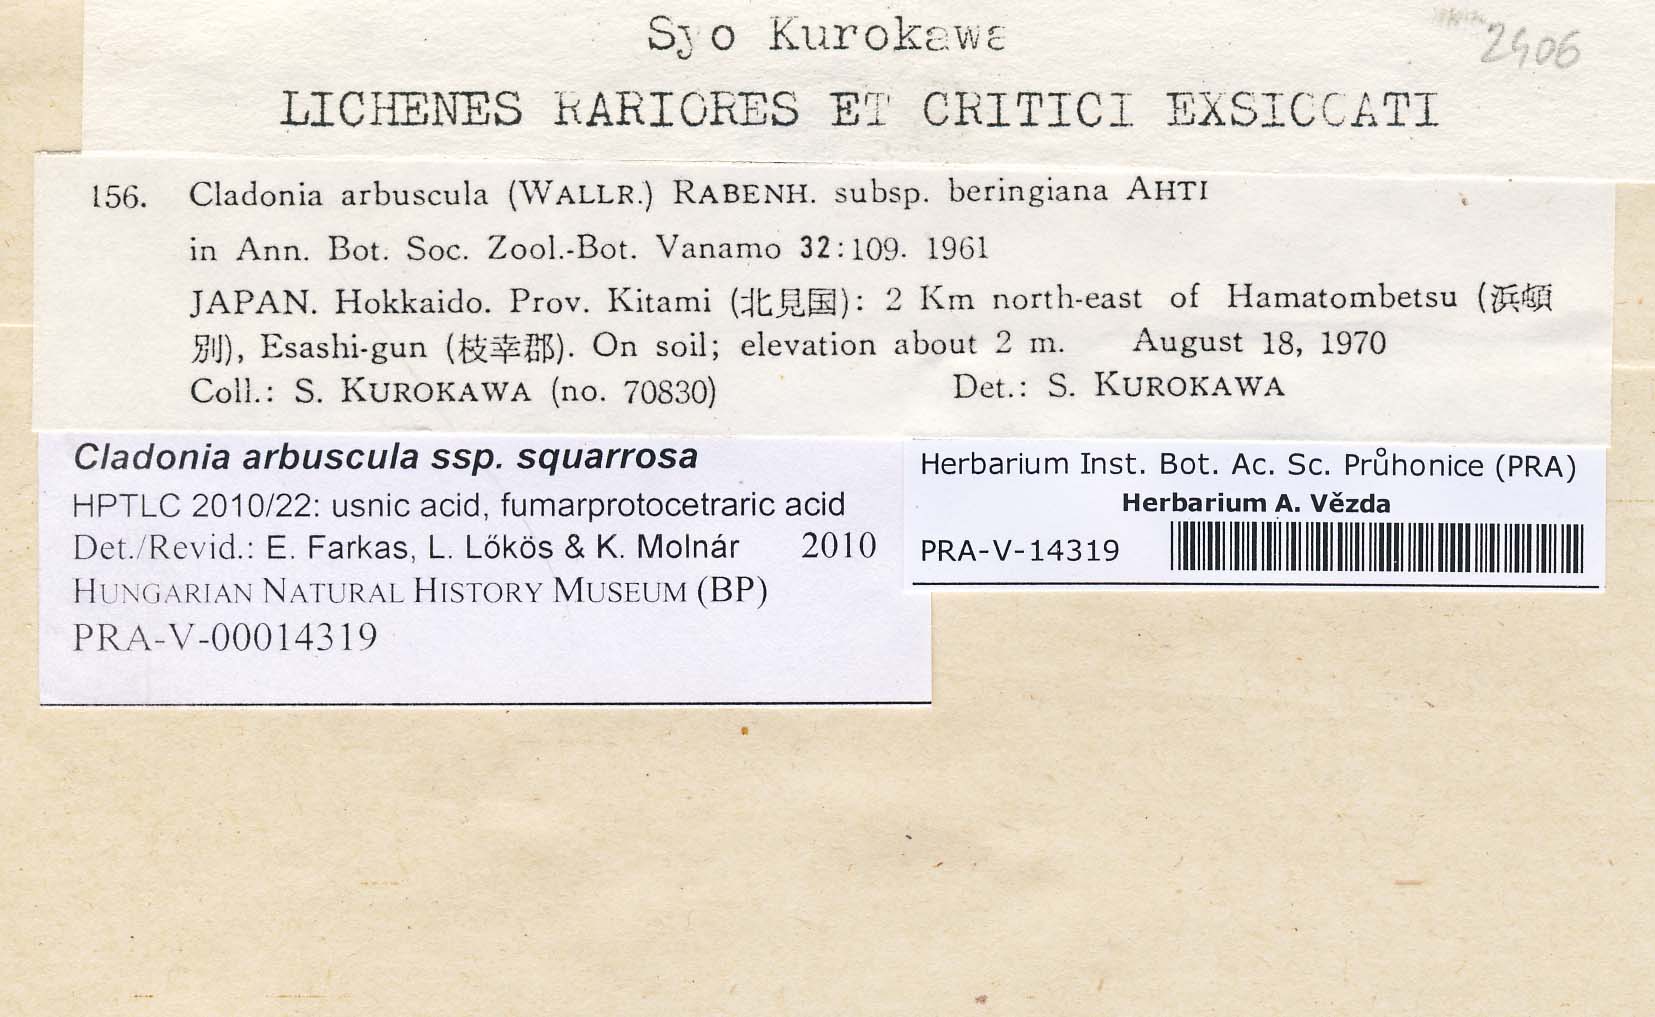 Syo Kurokawa
2406
LICHENES RARIORES ET CRITICI EXSICCATI
156. Cladonia arbuscula (WALLR.) RABENH. subsp. beringiana AHTI
in Ann. Bot. Soc. Zool.-Bot. Vanamo 32:109. 1961
JAPAN. Hokkaido. Prov. Kitami (北見国): 2 Km north-east of Hamatombetsu (浜頓
別), Esashi-gun (枝幸郡). On soil; elevation about 2 m. August 18, 1970
Coll.: S. KUROKAWA (no. 70830) Det.: S. KUROKAWA
Cladonia arbuscula ssp. squarrosa
HPTLC 2010/22: usnic acid, fumarprotocetraric acid
Det./Revid.: E. Farkas, L. Lőkös & K. Molnár 2010
HUNGARIAN NATURAL HISTORY MUSEUM (BP)
PRA-V-00014319
Herbarium Inst. Bot. Ac. Sc. Průhonice (PRA)
Herbarium A. Vězda
PRA-V-14319